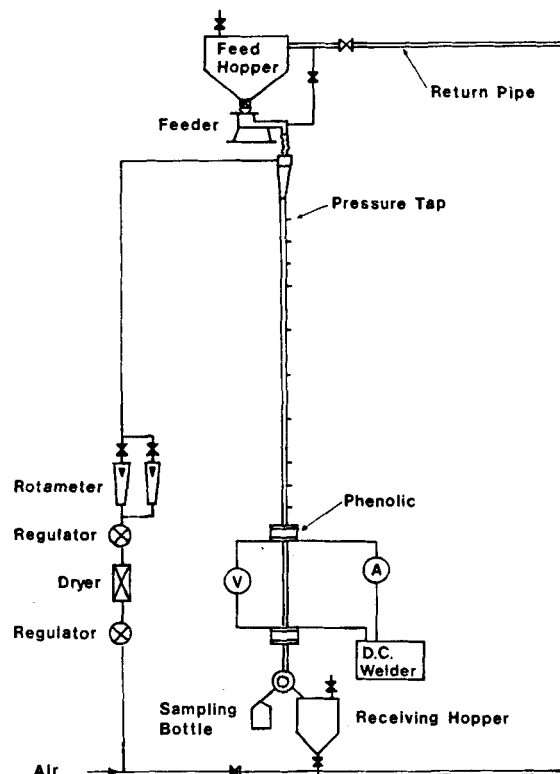 Feed
Hopper
Return Pipe
Feeder
Pressure Tap
Rotameter
Phenolic
Regulator
V
A
Dryer
Regulator
D.C.
Welder
Sampling
Bottle
Receiving Hopper
Air